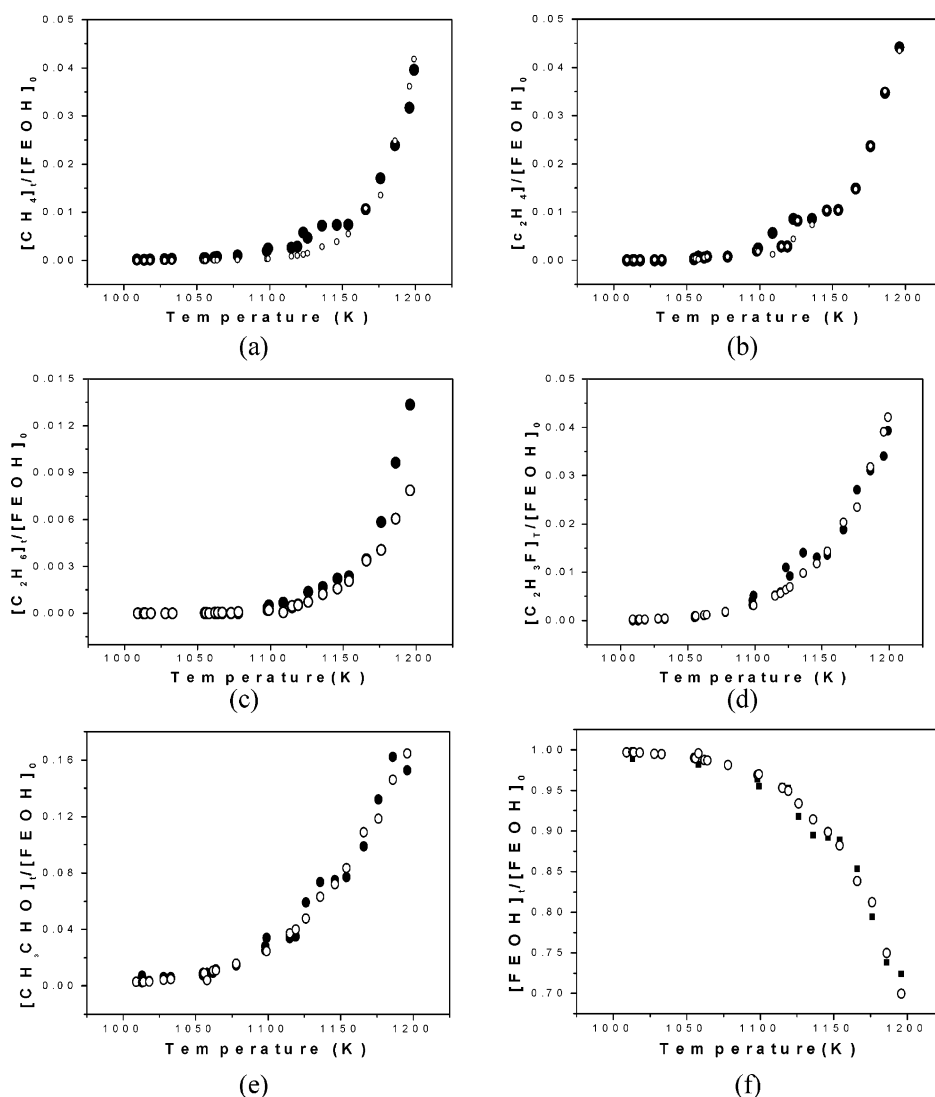 0.05
0.04
0.03
0.02
0.01
0.00
[CH₄]ₜ/[FEOH]₀
1000 1050 1100 1150 1200
Temperature (K)
(a)
0.05
0.04
0.03
0.02
0.01
0.00
[c₂H₄]/[FEOH]₀
1000 1050 1100 1150 1200
Temperature (K)
(b)
0.015
0.012
0.009
0.006
0.003
0.000
[C₂H₆]ₜ/[FEOH]₀
1000 1050 1100 1150 1200
Temperature(K)
(c)
0.05
0.04
0.03
0.02
0.01
0.00
[C₂H₃F]_T/[FEOH]₀
1000 1050 1100 1150 1200
Temperature (K)
(d)
0.16
0.12
0.08
0.04
0.00
[CH₃CHO]ₜ/[FEOH]₀
1000 1050 1100 1150 1200
Temperature (K)
(e)
1.00
0.95
0.90
0.85
0.80
0.75
0.70
[FEOH]ₜ/[FEOH]₀
1000 1050 1100 1150 1200
Temperature(K)
(f)